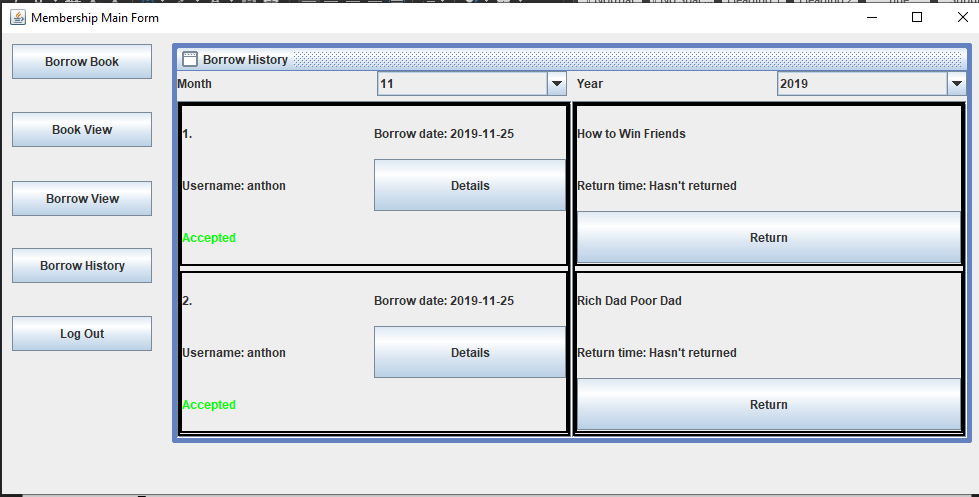 Membership Main Form
Borrow Book
Book View
Borrow View
Borrow History
Log Out
Borrow History
Month 11 Year 2019
1. Borrow date: 2019-11-25
Username: anthon Details
Accepted
How to Win Friends
Return time: Hasn't returned
Return
2. Borrow date: 2019-11-25
Username: anthon Details
Accepted
Rich Dad Poor Dad
Return time: Hasn't returned
Return